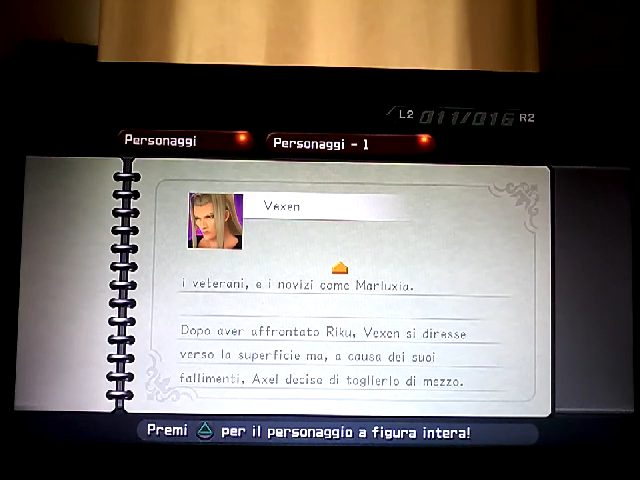 L2 011/016 R2
Personaggi
Personaggi - 1
Vexen
i veterani, e i novizi come Marluxia.
Dopo aver affrontato Riku, Vexen si diresse
verso la superficie ma, a causa dei suoi
fallimenti, Axel decise di toglierlo di mezzo.
Premi per il personaggio a figura intera!